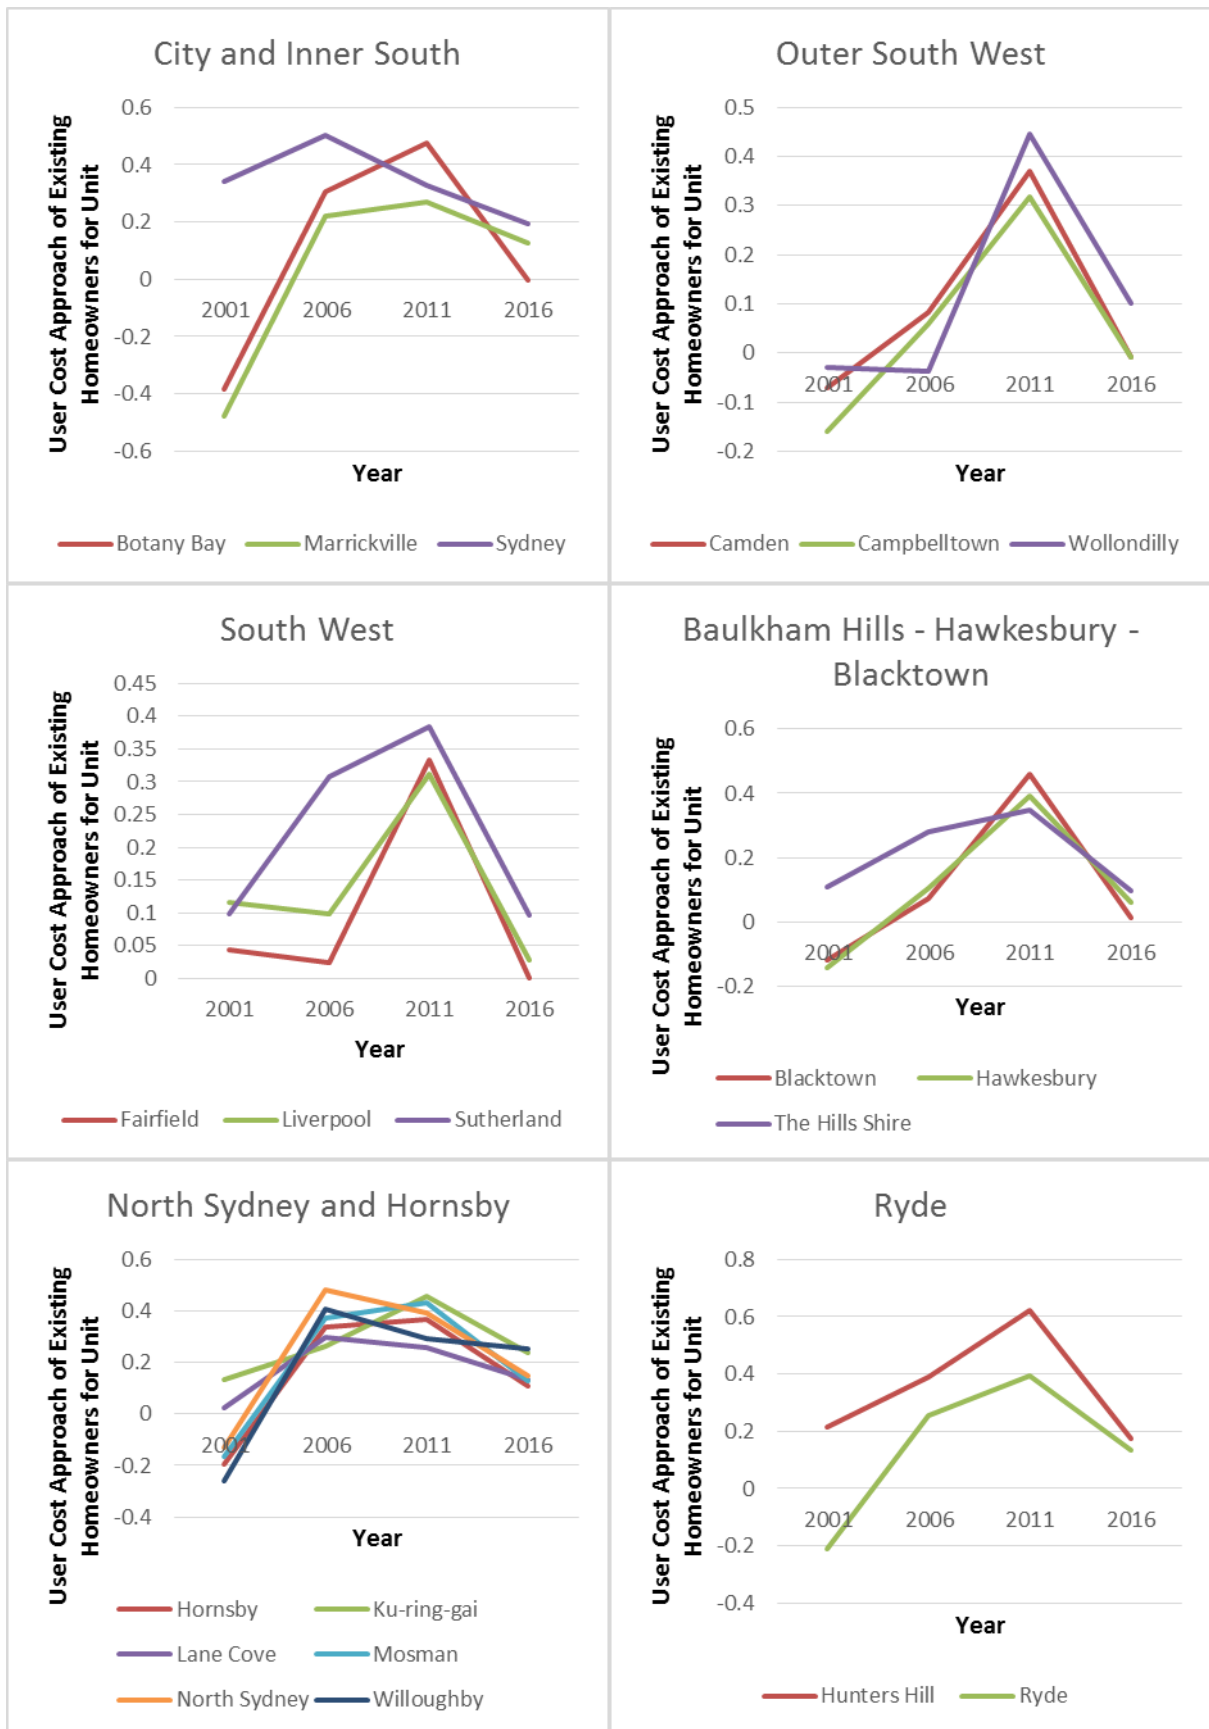 City and Inner South
User Cost Approach of Existing
Homeowners for Unit
0.6
0.4
0.2
0
-0.2
-0.4
-0.6
2001 2006 2011 2016
Year
Botany Bay Marrickville Sydney
Outer South West
User Cost Approach of Existing
Homeowners for Unit
0.5
0.4
0.3
0.2
0.1
0
-0.1
-0.2
2001 2006 2011 2016
Year
Camden Campbelltown Wollondilly
South West
User Cost Approach of Existing
Homeowners for Unit
0.45
0.4
0.35
0.3
0.25
0.2
0.15
0.1
0.05
0
2001 2006 2011 2016
Year
Fairfield Liverpool Sutherland
Baulkham Hills - Hawkesbury -
Blacktown
User Cost Approach of Existing
Homeowners for Unit
0.6
0.4
0.2
0
-0.2
2001 2006 2011 2016
Year
Blacktown Hawkesbury
The Hills Shire
North Sydney and Hornsby
User Cost Approach of Existing
Homeowners for Unit
0.6
0.4
0.2
0
-0.2
-0.4
2001 2006 2011 2016
Year
Hornsby Ku-ring-gai
Lane Cove Mosman
North Sydney Willoughby
Ryde
User Cost Approach of Existing
Homeowners for Unit
0.8
0.6
0.4
0.2
0
-0.2
-0.4
2001 2006 2011 2016
Year
Hunters Hill Ryde